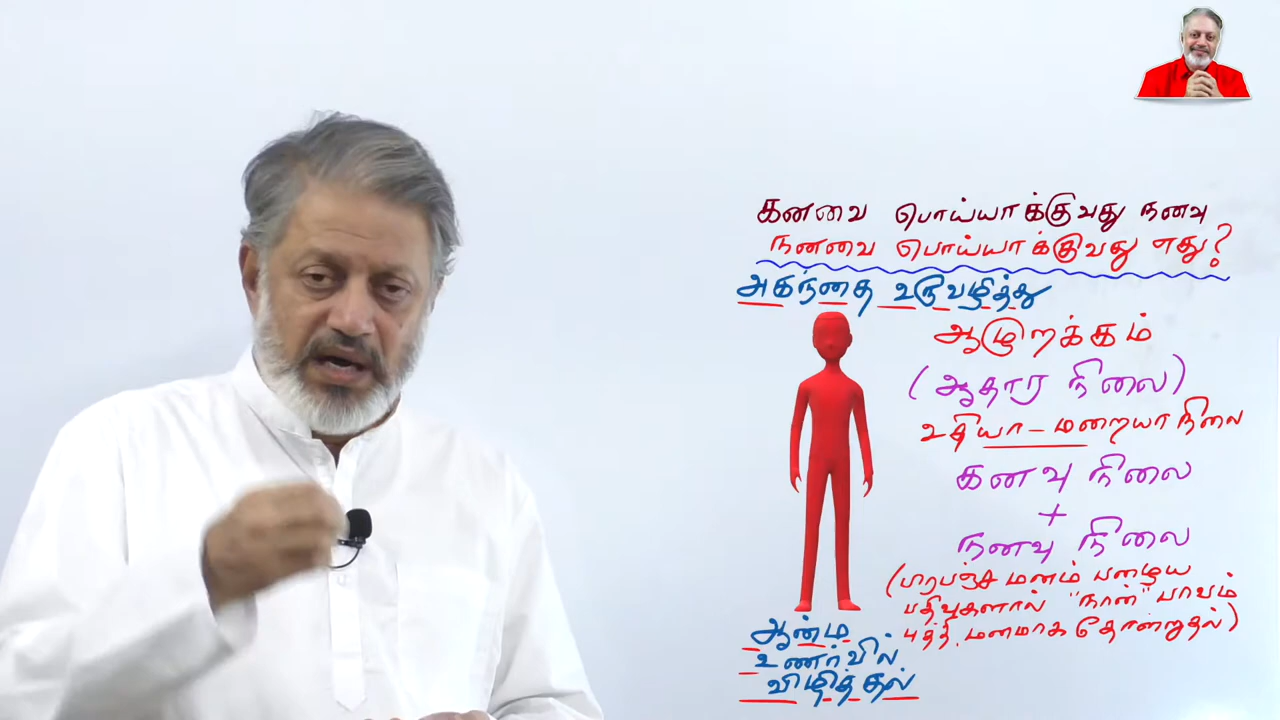 கனவை பொய்யாக்குவது நனவு
நனவை பொய்யாக்குவது எது?
அகந்தை உருவழித்து
ஆழுறக்கம்
(ஆதார நிலை)
உதியா - மறையா நிலை
கனவு நிலை
+
நனவு நிலை
(பரபஞ்ச மனம் பழைய
பதிவுகளால் "நான்" பாவம்
புத்தி, மனமாக தோன்றுதல்)
ஆன்ம
உணர்வில்
விழித்தல்